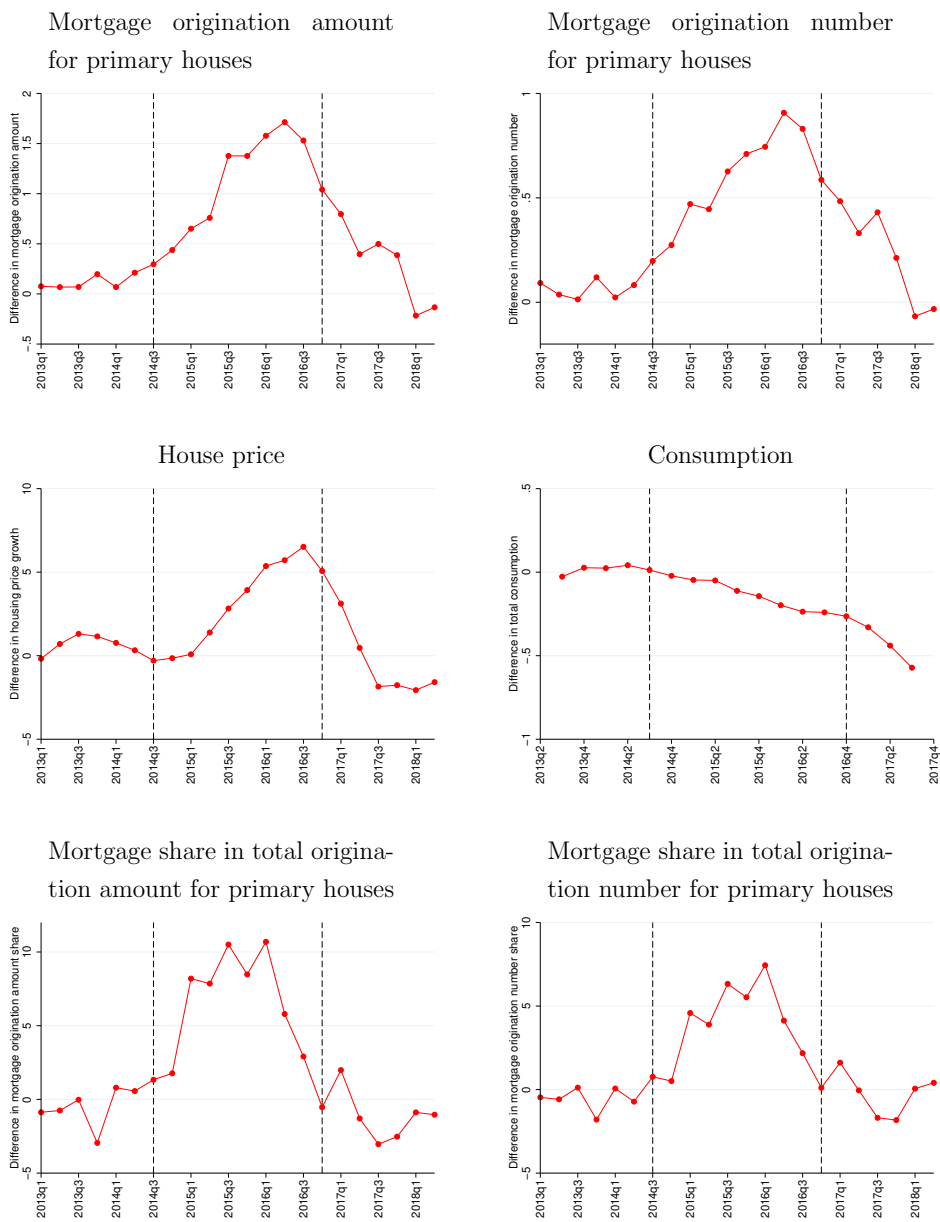 Mortgage origination amount
for primary houses
Difference in mortgage origination amount
2
1.5
1
.5
0
-.5
2013q1
2013q3
2014q1
2014q3
2015q1
2015q3
2016q1
2016q3
2017q1
2017q3
2018q1
Mortgage origination number
for primary houses
Difference in mortgage origination number
1
.5
0
2013q1
2013q3
2014q1
2014q3
2015q1
2015q3
2016q1
2016q3
2017q1
2017q3
2018q1
House price
Difference in housing price growth
10
5
0
-5
2013q1
2013q3
2014q1
2014q3
2015q1
2015q3
2016q1
2016q3
2017q1
2017q3
2018q1
Consumption
Difference in total consumption
.5
0
-.5
-1
2013q2
2013q4
2014q2
2014q4
2015q2
2015q4
2016q2
2016q4
2017q2
2017q4
Mortgage share in total origina-
tion amount for primary houses
Difference in mortgage origination amount share
10
5
0
-5
2013q1
2013q3
2014q1
2014q3
2015q1
2015q3
2016q1
2016q3
2017q1
2017q3
2018q1
Mortgage share in total origina-
tion number for primary houses
Difference in mortgage origination number share
10
5
0
-5
2013q1
2013q3
2014q1
2014q3
2015q1
2015q3
2016q1
2016q3
2017q1
2017q3
2018q1